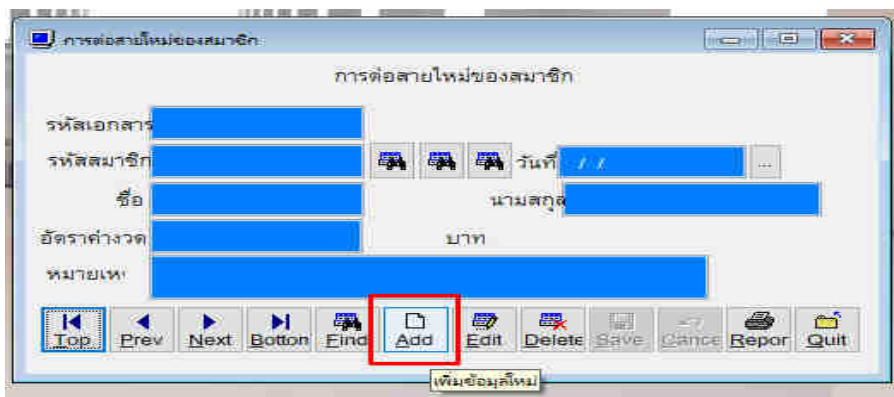 การต่อสายใหม่ของสมาชิก
การต่อสายใหม่ของสมาชิก
รหัสเอกสาร
รหัสสมาชิก วันที่ / /
ชื่อ นามสกุล
อัตราค่างวด บาท
หมายเหต
Top Prev Next Botton Find Add Edit Delete Save Cance Repor Quit
เพิ่มข้อมูลใหม่